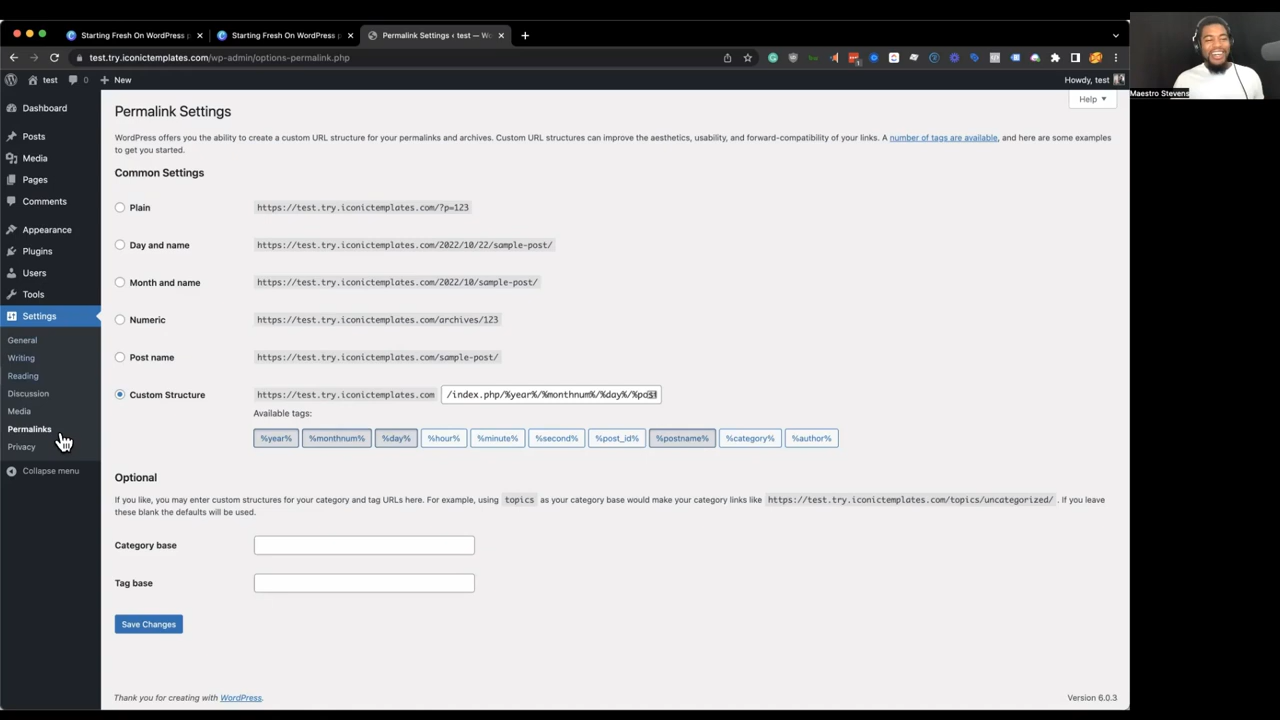 Starting Fresh On WordPress p
Starting Fresh On WordPress p
Permalink Settings ‹ test — Wo
test.try.iconictemplates.com/wp-admin/options-permalink.php
test
0
New
Howdy, test
Maestro Stevens
Help
Dashboard
Posts
Media
Pages
Comments
Appearance
Plugins
Users
Tools
Settings
General
Writing
Reading
Discussion
Media
Permalinks
Privacy
Collapse menu
Permalink Settings
WordPress offers you the ability to create a custom URL structure for your permalinks and archives. Custom URL structures can improve the aesthetics, usability, and forward-compatibility of your links. A number of tags are available, and here are some examples
to get you started.
Common Settings
Plain https://test.try.iconictemplates.com/?p=123
Day and name https://test.try.iconictemplates.com/2022/10/22/sample-post/
Month and name https://test.try.iconictemplates.com/2022/10/sample-post/
Numeric https://test.try.iconictemplates.com/archives/123
Post name https://test.try.iconictemplates.com/sample-post/
Custom Structure https://test.try.iconictemplates.com /index.php/%year%/%monthnum%/%day%/%post
Available tags:
%year% %monthnum% %day% %hour% %minute% %second% %post_id% %postname% %category% %author%
Optional
If you like, you may enter custom structures for your category and tag URLs here. For example, using topics as your category base would make your category links like https://test.try.iconictemplates.com/topics/uncategorized/ . If you leave
these blank the defaults will be used.
Category base
Tag base
Save Changes
Thank you for creating with WordPress.
Version 6.0.3